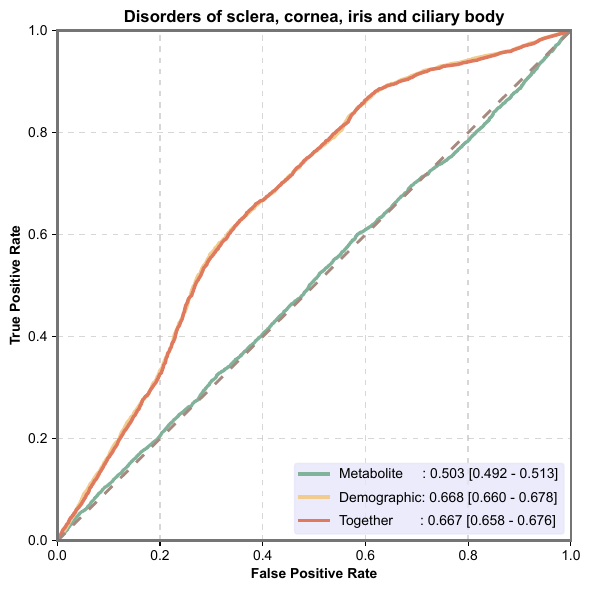 Disorders of sclera, cornea, iris and ciliary body
True Positive Rate
1.0
0.8
0.6
0.4
0.2
0.0
Metabolite : 0.503 [0.492 - 0.513]
Demographic: 0.668 [0.660 - 0.678]
Together : 0.667 [0.658 - 0.676]
0.0 0.2 0.4 0.6 0.8 1.0
False Positive Rate